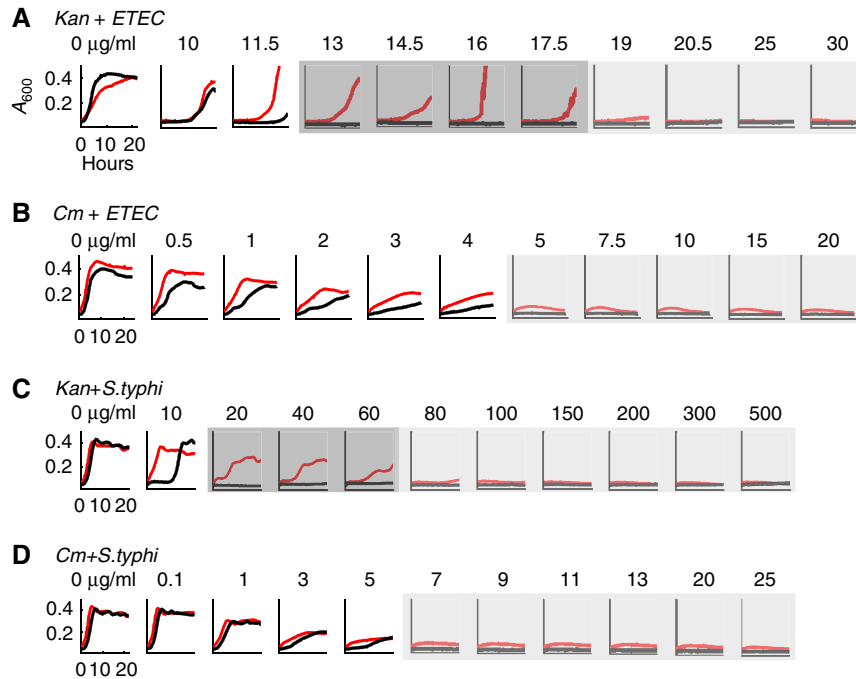 A Kan + ETEC
0 µg/ml 10 11.5 13 14.5 16 17.5 19 20.5 25 30
A600
0.4
0.2
0 10 20
Hours
B Cm + ETEC
0 µg/ml 0.5 1 2 3 4 5 7.5 10 15 20
0.4
0.2
0 10 20
C Kan+S.typhi
0 µg/ml 10 20 40 60 80 100 150 200 300 500
0.4
0.2
0 10 20
D Cm+S.typhi
0 µg/ml 0.1 1 3 5 7 9 11 13 20 25
0.4
0.2
0 10 20